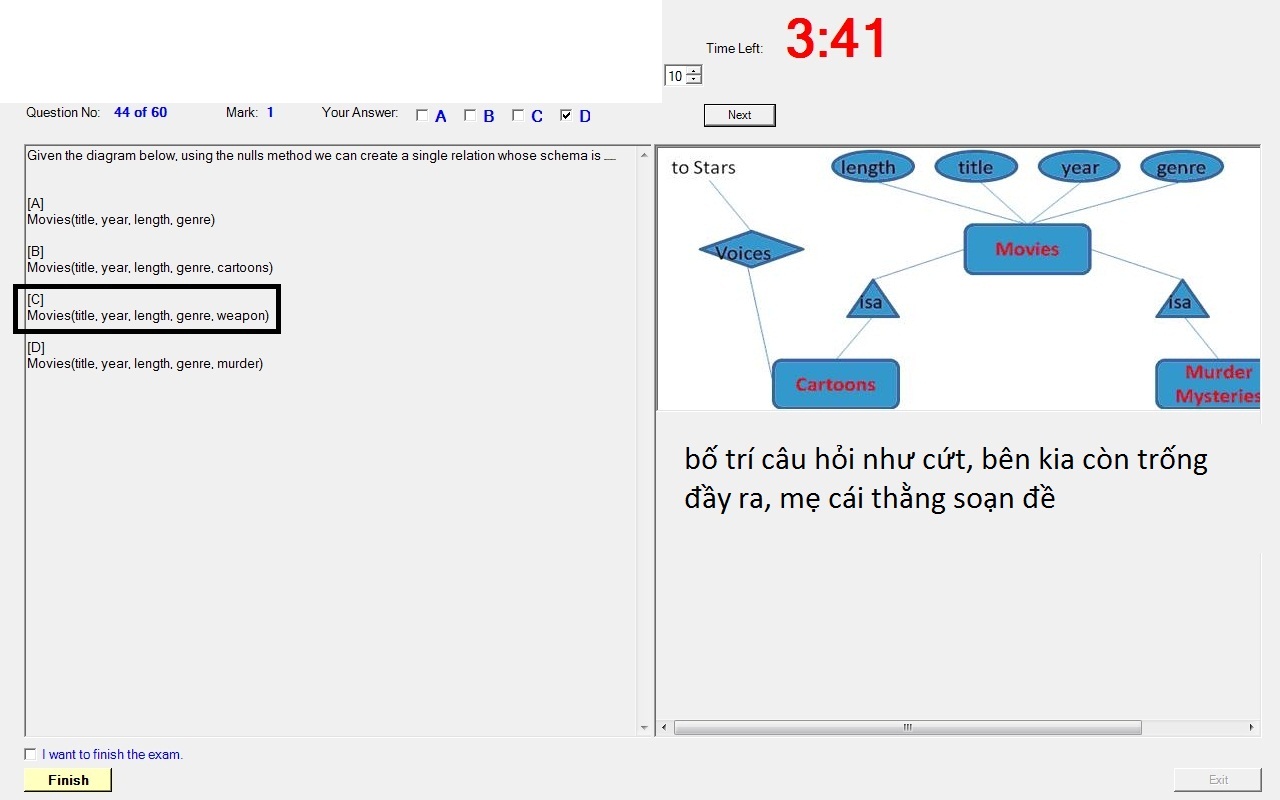 Time Left: 3:41
10
Question No: 44 of 60 Mark: 1 Your Answer: A B C D Next
Given the diagram below, using the nulls method we can create a single relation whose schema is __
[A]
Movies(title, year, length, genre)
[B]
Movies(title, year, length, genre, cartoons)
[C]
Movies(title, year, length, genre, weapon)
[D]
Movies(title, year, length, genre, murder)
to Stars length title year genre
Voices Movies
isa isa
Cartoons Murder
Mysteries
bố trí câu hỏi như cứt, bên kia còn trống
đầy ra, mẹ cái thằng soạn đề
I want to finish the exam.
Finish Exit